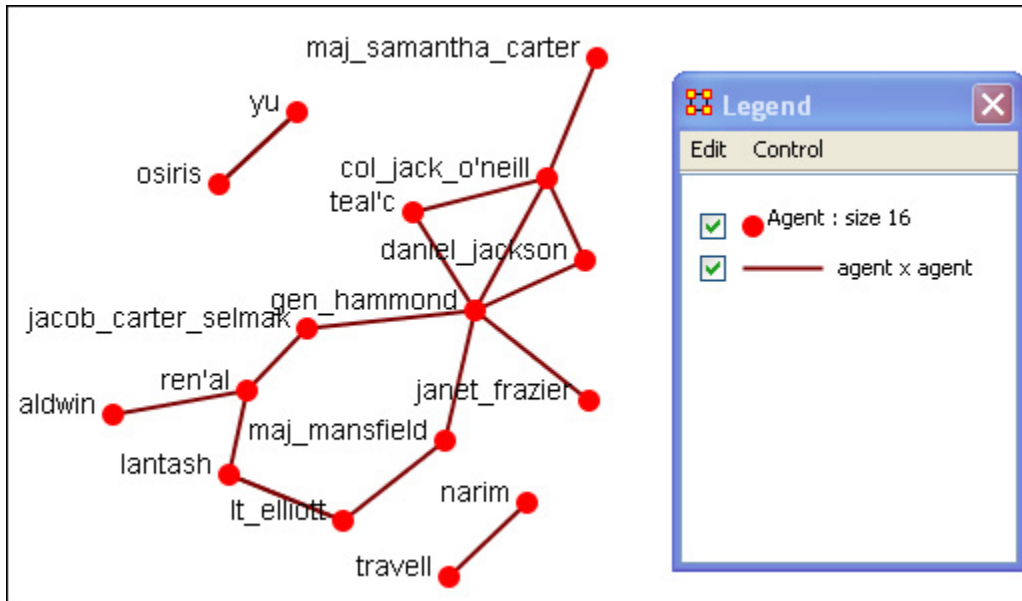 maj_samantha_carter
yu
osiris
col_jack_o'neill
teal'c
daniel_jackson
gen_hammond
jacob_carter_selmak
ren'al
aldwin
janet_frazier
maj_mansfield
lantash
lt_elliott
narim
travell
Legend
Edit Control
Agent : size 16
agent x agent